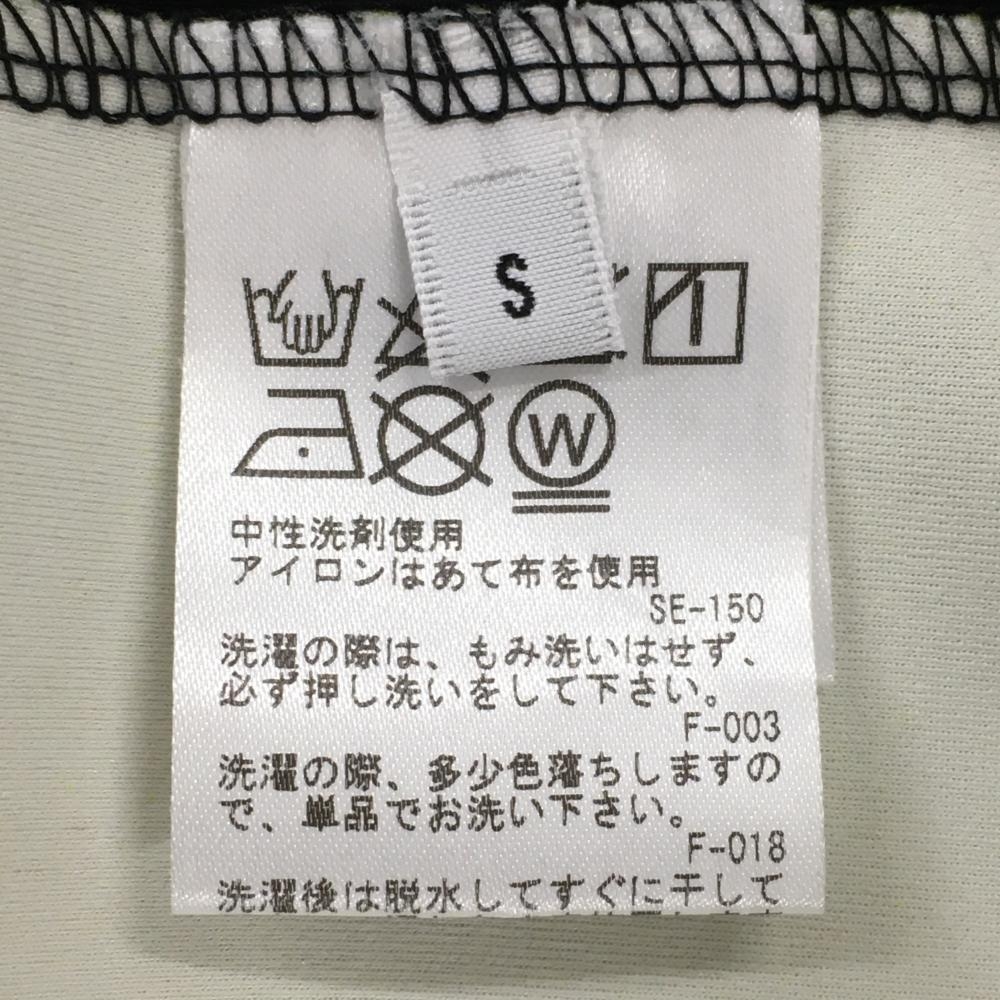 S
W
中性洗剤使用
アイロンはあて布を使用
SE-150
洗濯の際は、もみ洗いはせず、
必ず押し洗いをして下さい。
F-003
洗濯の際、多少色落ちしますの
で、単品でお洗い下さい。
F-018
洗濯後は脱水してすぐに干して